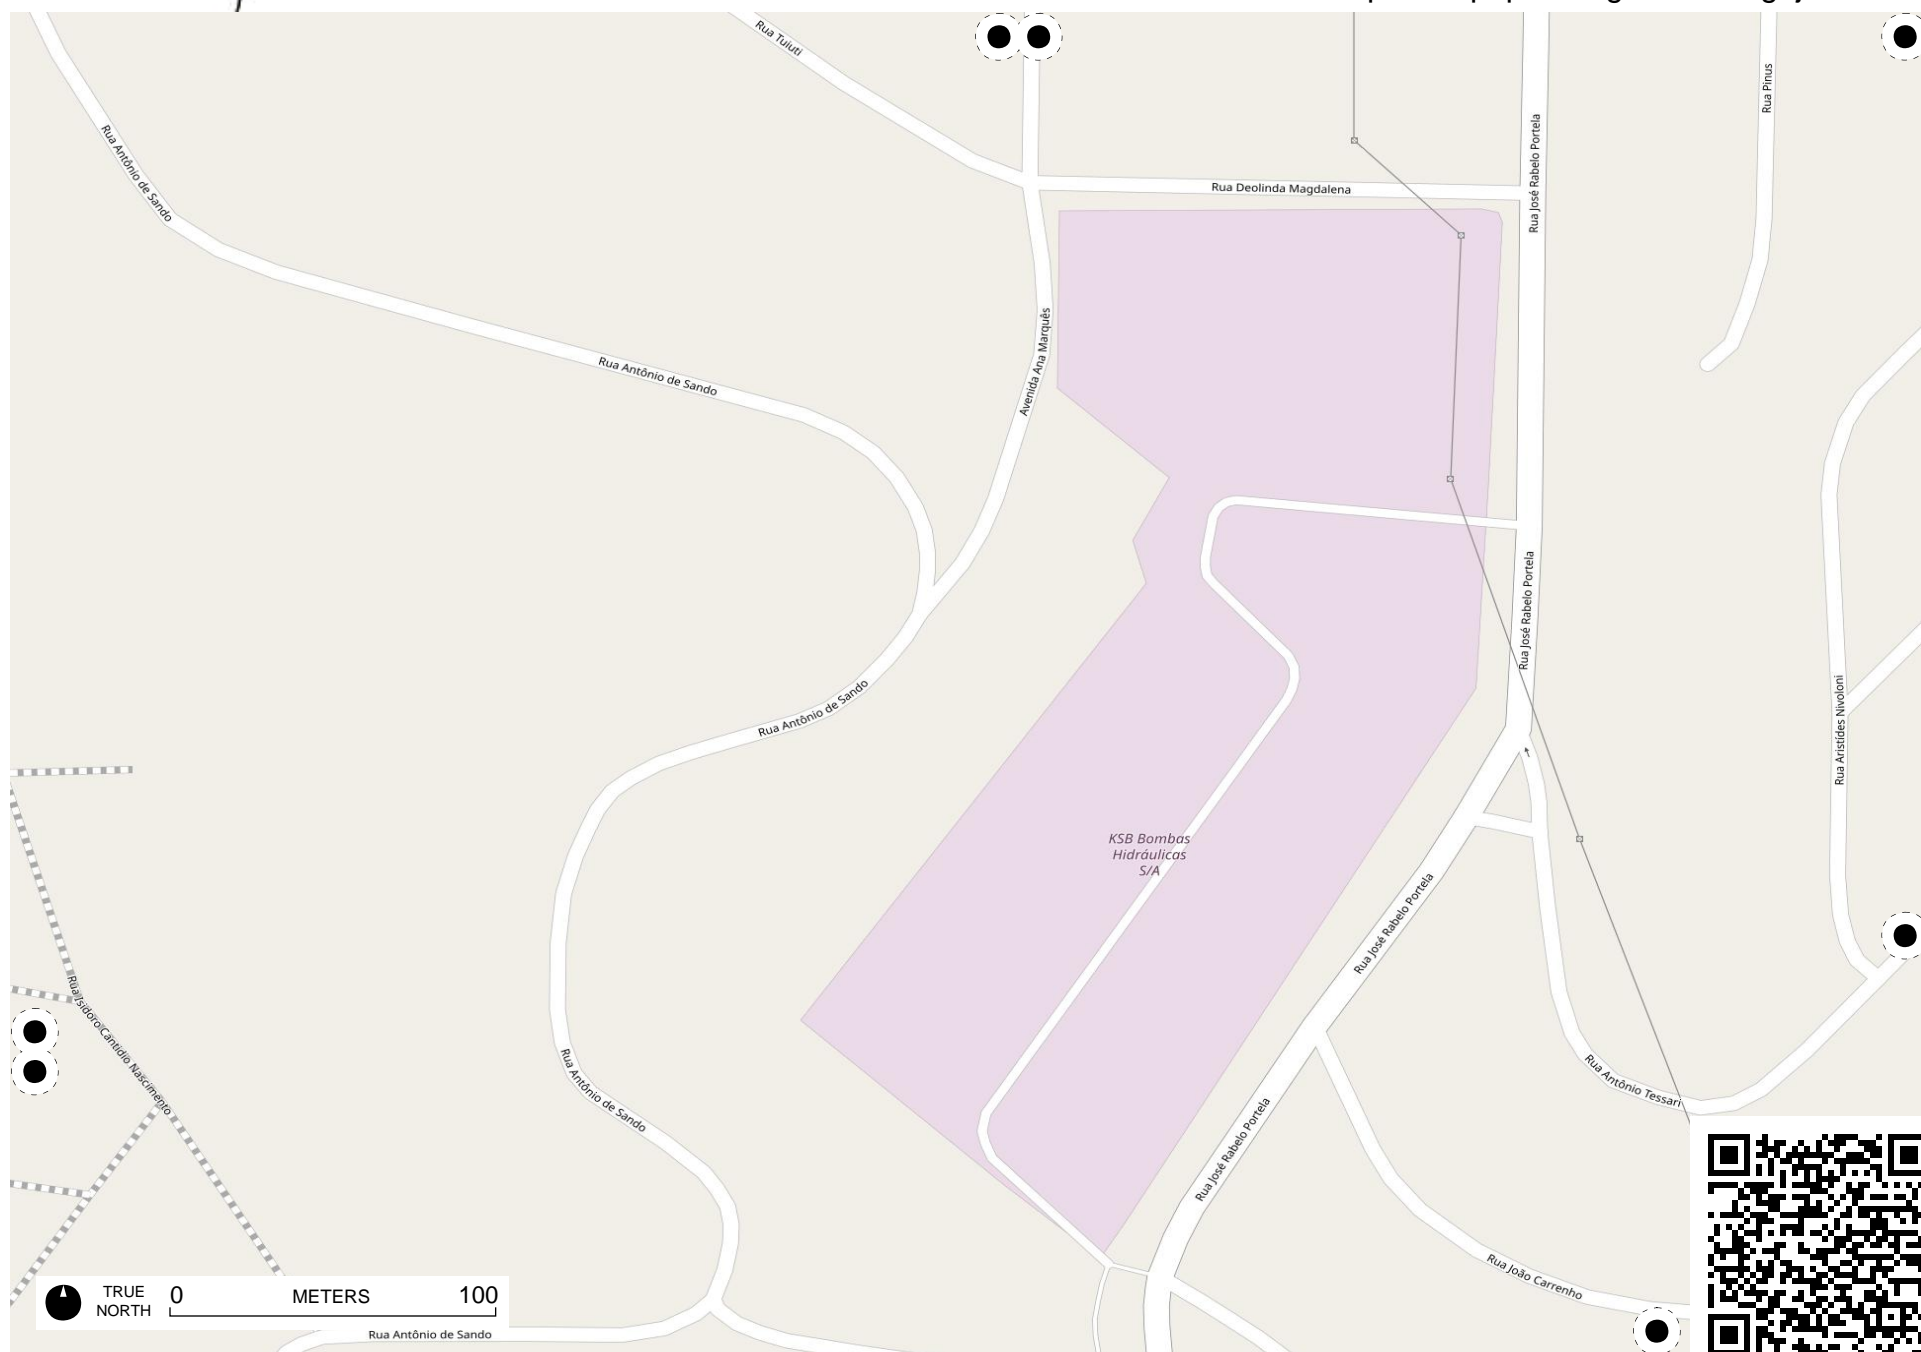 Rua Tuiuti
Rua Pinus
Rua José Rabelo Portela
Rua Antônio de Sando
Rua Deolinda Magdalena
Avenida Ana Marquês
Rua Antônio de Sando
Rua José Rabelo Portela
Rua Antônio de Sando
Rua Aristídes Nivoloni
KSB Bombas
Hidráulicas
S/A
Rua José Rabelo Portela
Rua Isidoro Cantídio Nascimento
Rua Antônio de Sando
Rua Antônio Tessari
Rua José Rabelo Portela
Rua João Carrenho
TRUE
NORTH
0 METERS 100
Rua Antônio de Sando